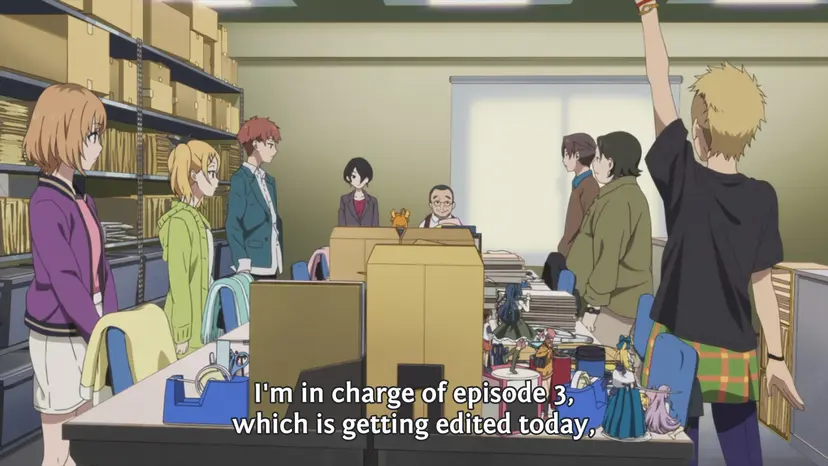 I'm in charge of episode 3,
which is getting edited today,